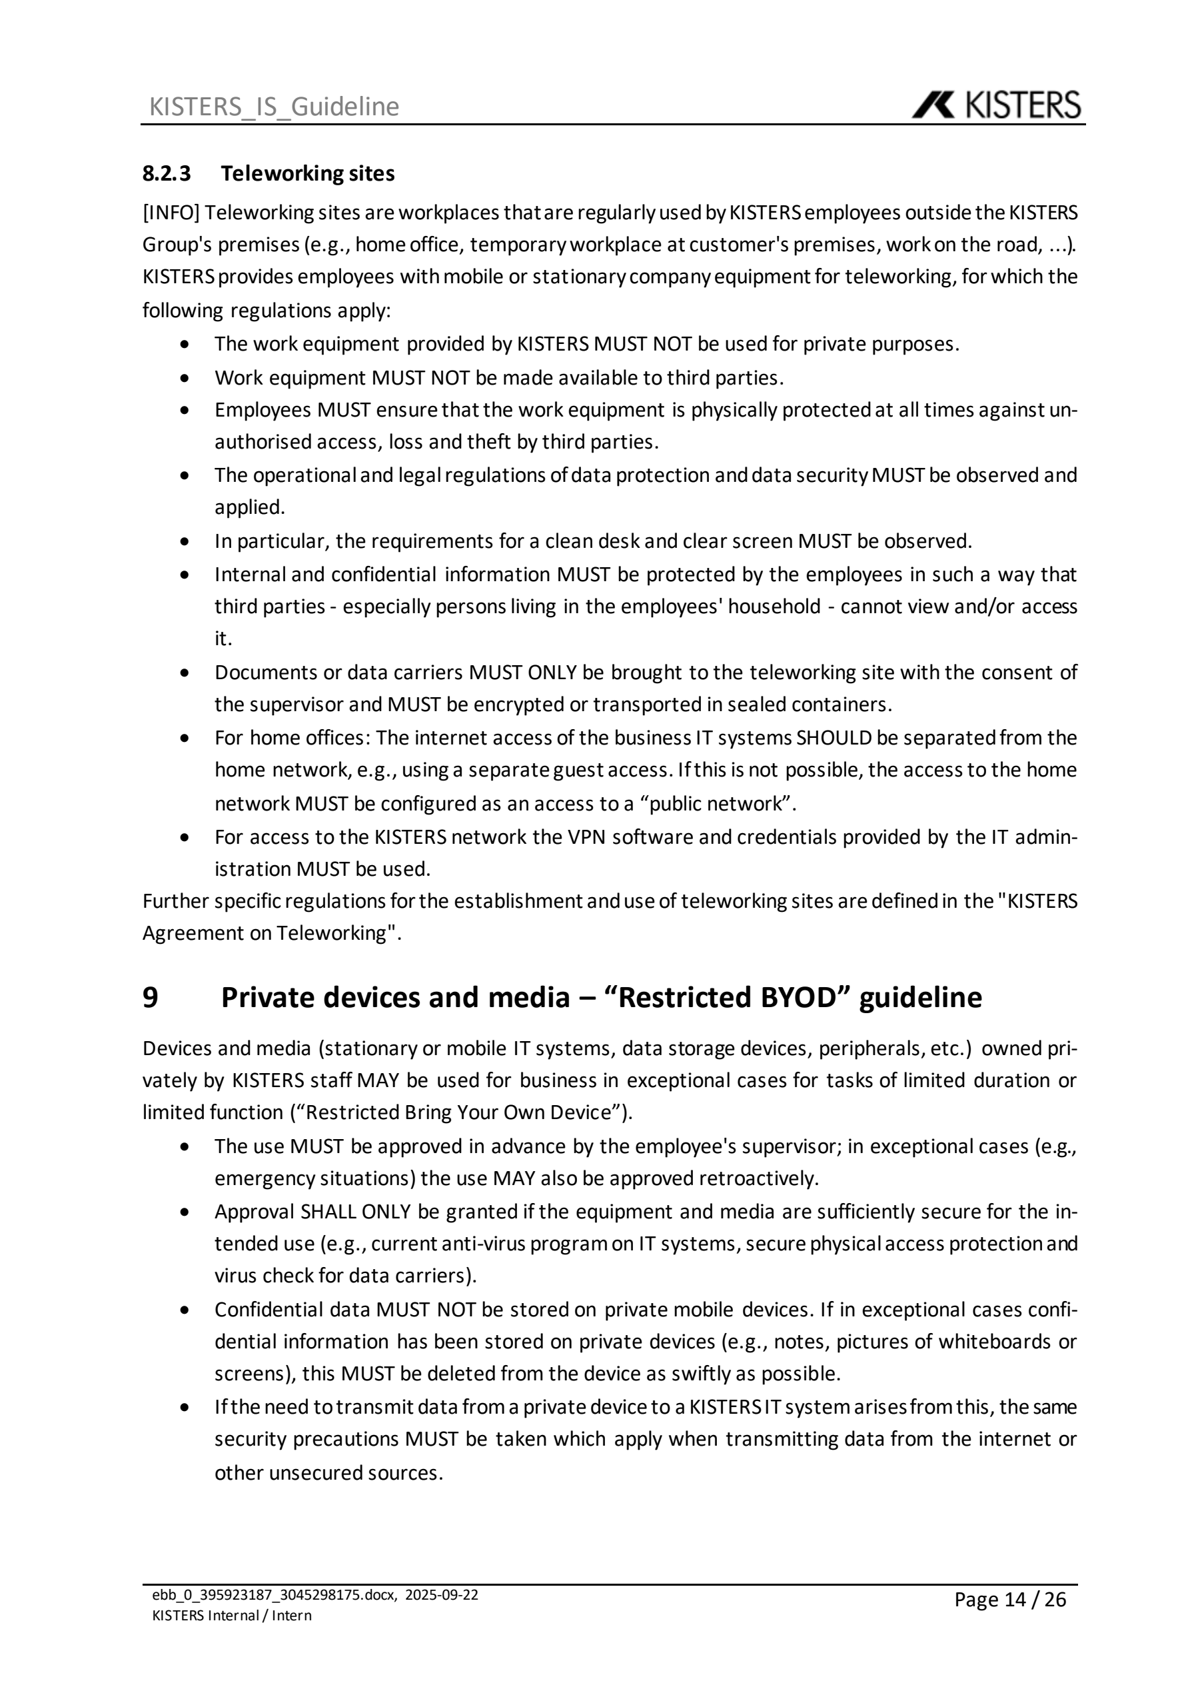 KISTERS_IS_Guideline
KISTERS
8.2.3 Teleworking sites
[INFO] Teleworking sites are workplaces that are regularly used by KISTERS employees outside the KISTERS
Group's premises (e.g., home office, temporary workplace at customer's premises, work on the road, …).
KISTERS provides employees with mobile or stationary company equipment for teleworking, for which the
following regulations apply:
• The work equipment provided by KISTERS MUST NOT be used for private purposes.
• Work equipment MUST NOT be made available to third parties.
• Employees MUST ensure that the work equipment is physically protected at all times against un-
authorised access, loss and theft by third parties.
• The operational and legal regulations of data protection and data security MUST be observed and
applied.
• In particular, the requirements for a clean desk and clear screen MUST be observed.
• Internal and confidential information MUST be protected by the employees in such a way that
third parties - especially persons living in the employees' household - cannot view and/or access
it.
• Documents or data carriers MUST ONLY be brought to the teleworking site with the consent of
the supervisor and MUST be encrypted or transported in sealed containers.
• For home offices: The internet access of the business IT systems SHOULD be separated from the
home network, e.g., using a separate guest access. If this is not possible, the access to the home
network MUST be configured as an access to a “public network”.
• For access to the KISTERS network the VPN software and credentials provided by the IT admin-
istration MUST be used.
Further specific regulations for the establishment and use of teleworking sites are defined in the "KISTERS
Agreement on Teleworking".
9 Private devices and media – “Restricted BYOD” guideline
Devices and media (stationary or mobile IT systems, data storage devices, peripherals, etc.) owned pri-
vately by KISTERS staff MAY be used for business in exceptional cases for tasks of limited duration or
limited function (“Restricted Bring Your Own Device”).
• The use MUST be approved in advance by the employee's supervisor; in exceptional cases (e.g.,
emergency situations) the use MAY also be approved retroactively.
• Approval SHALL ONLY be granted if the equipment and media are sufficiently secure for the in-
tended use (e.g., current anti-virus program on IT systems, secure physical access protection and
virus check for data carriers).
• Confidential data MUST NOT be stored on private mobile devices. If in exceptional cases confi-
dential information has been stored on private devices (e.g., notes, pictures of whiteboards or
screens), this MUST be deleted from the device as swiftly as possible.
• If the need to transmit data from a private device to a KISTERS IT system arises from this, the same
security precautions MUST be taken which apply when transmitting data from the internet or
other unsecured sources.
ebb_0_395923187_3045298175.docx, 2025-09-22
KISTERS Internal / Intern
Page 14 / 26